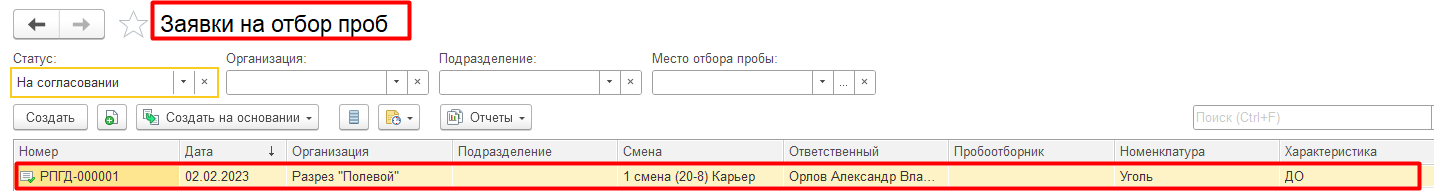 Заявки на отбор проб
Статус: Организация: Подразделение: Место отбора пробы:
На согласовании
Создать Создать на основании Отчеты Поиск (Ctrl+F)
Номер Дата ↓ Организация Подразделение Смена Ответственный Пробоотборник Номенклатура Характеристика
РПГД-000001 02.02.2023 Разрез "Полевой" 1 смена (20-8) Карьер Орлов Александр Вла... Уголь ДО